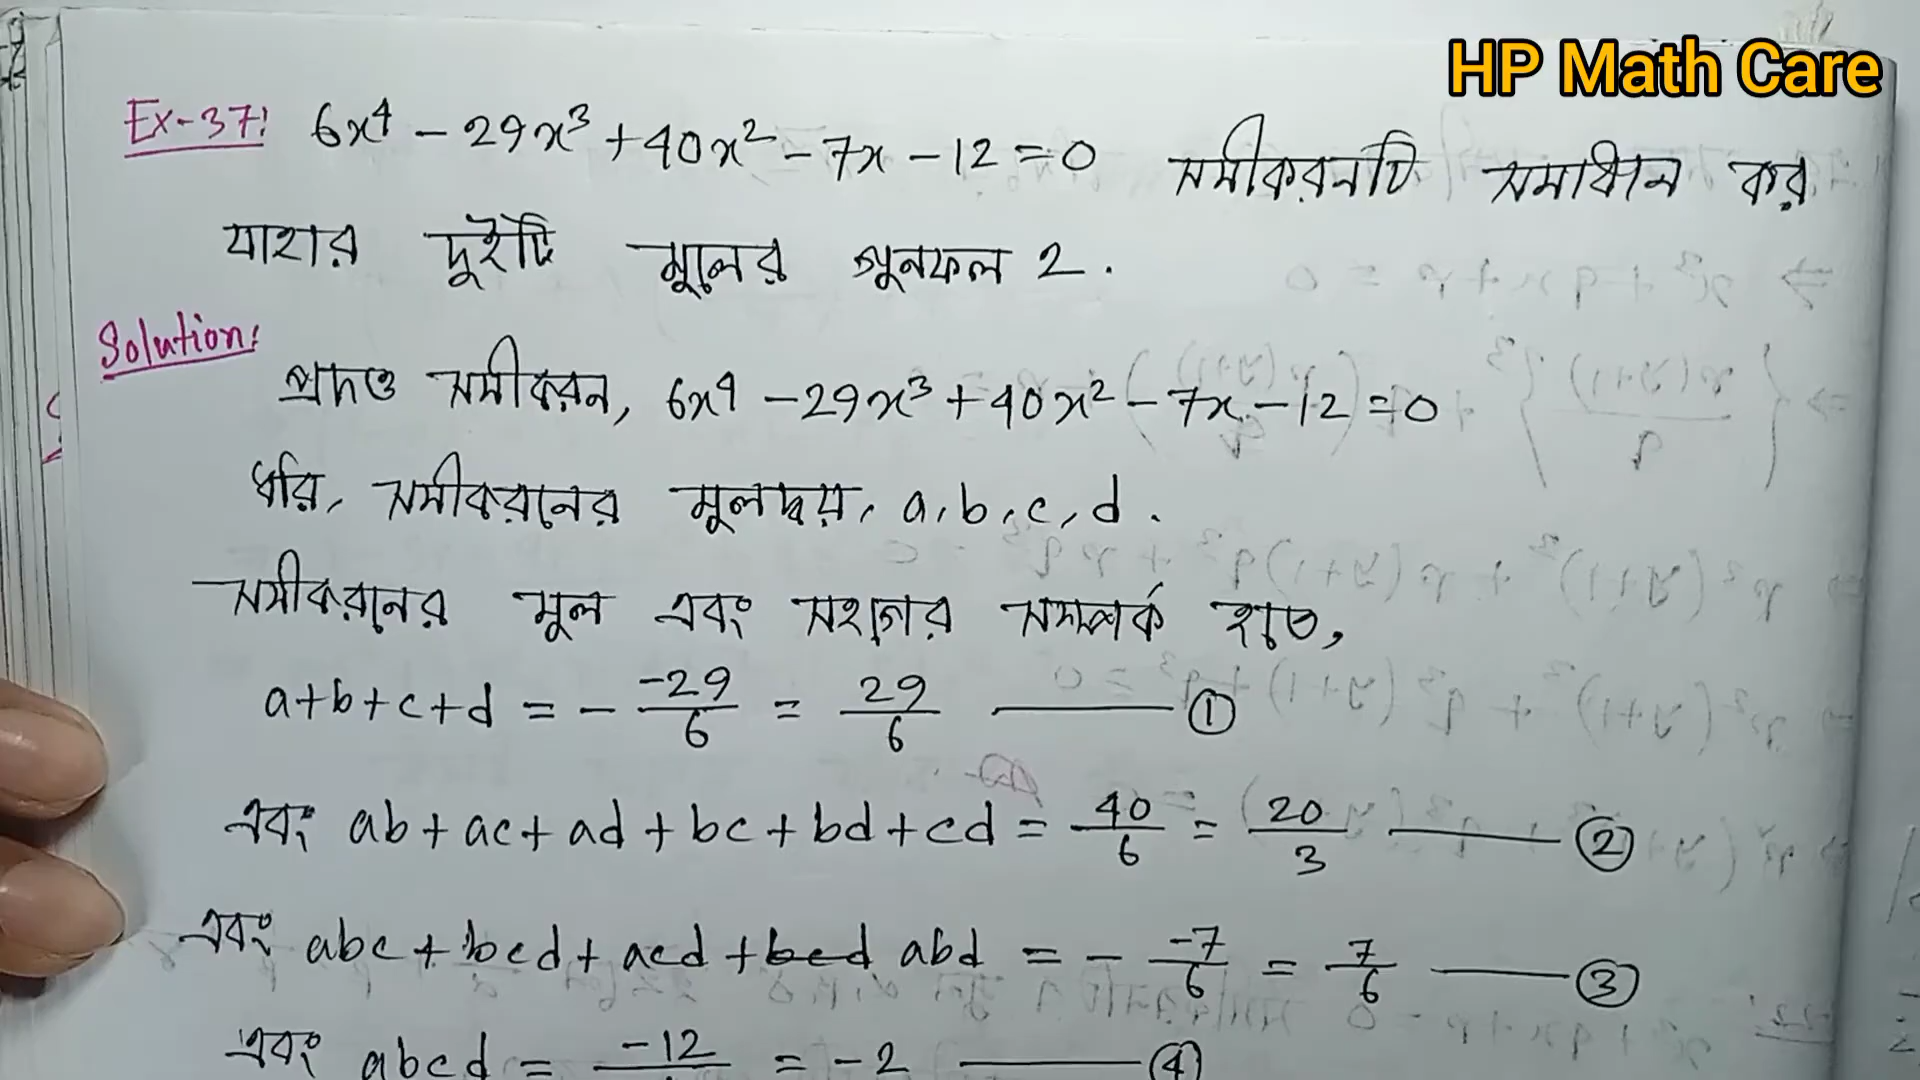 HP Math Care
Ex-37: 6x⁴ - 29x³ + 40x² - 7x - 12 = 0 সমীকরনটি সমাধান কর
যাহার দুইটি মূলের গুনফল 2.
Solution:
প্রদত্ত সমীকরন, 6x⁴ - 29x³ + 40x² - 7x - 12 = 0
ধরি, সমীকরনের মূলদ্বয়, a, b, c, d.
সমীকরনের মূল এবং সহগের সম্পর্ক হতে,
a+b+c+d = - -29/6 = 29/6 ——— ①
এবং ab+ac+ad+bc+bd+cd = 40/6 = 20/3 ——— ②
এবং abc + bcd + acd + bcd abd = - -7/6 = 7/6 ——— ③
এবং abcd = -12/ = -2 ——— ④